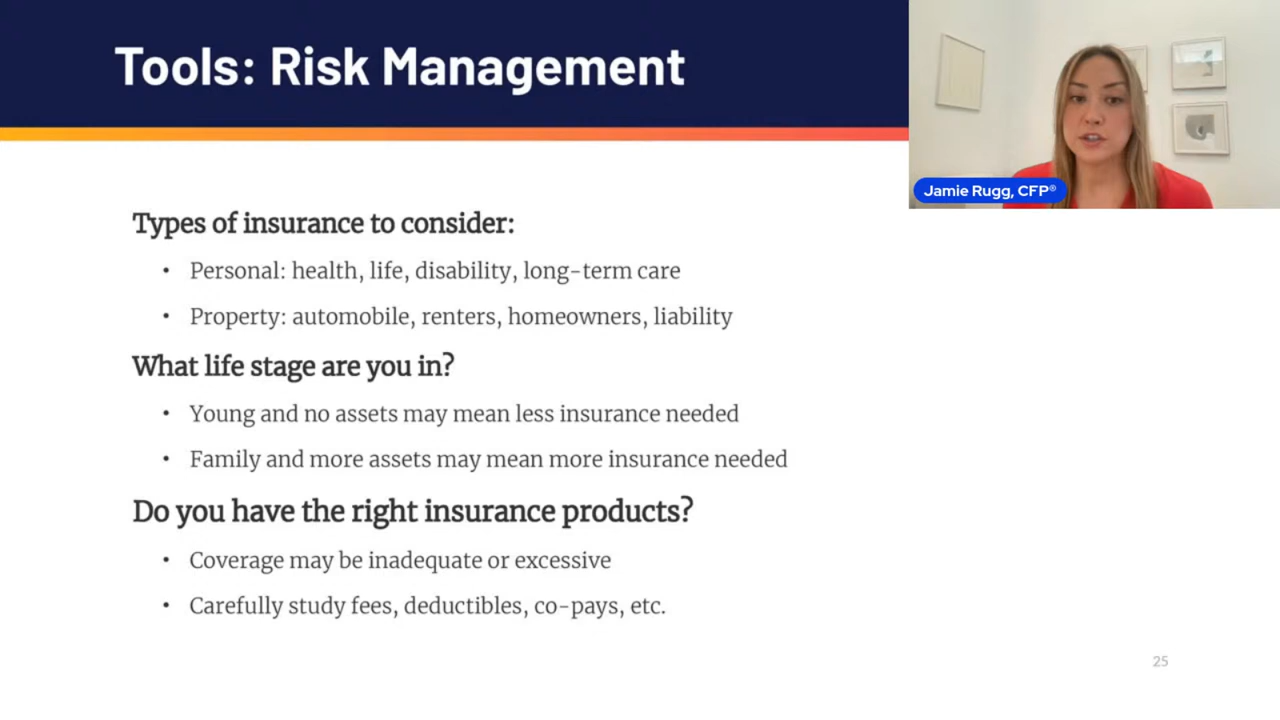 Tools: Risk Management
Jamie Rugg, CFP®
Types of insurance to consider:
• Personal: health, life, disability, long-term care
• Property: automobile, renters, homeowners, liability
What life stage are you in?
• Young and no assets may mean less insurance needed
• Family and more assets may mean more insurance needed
Do you have the right insurance products?
• Coverage may be inadequate or excessive
• Carefully study fees, deductibles, co-pays, etc.
25